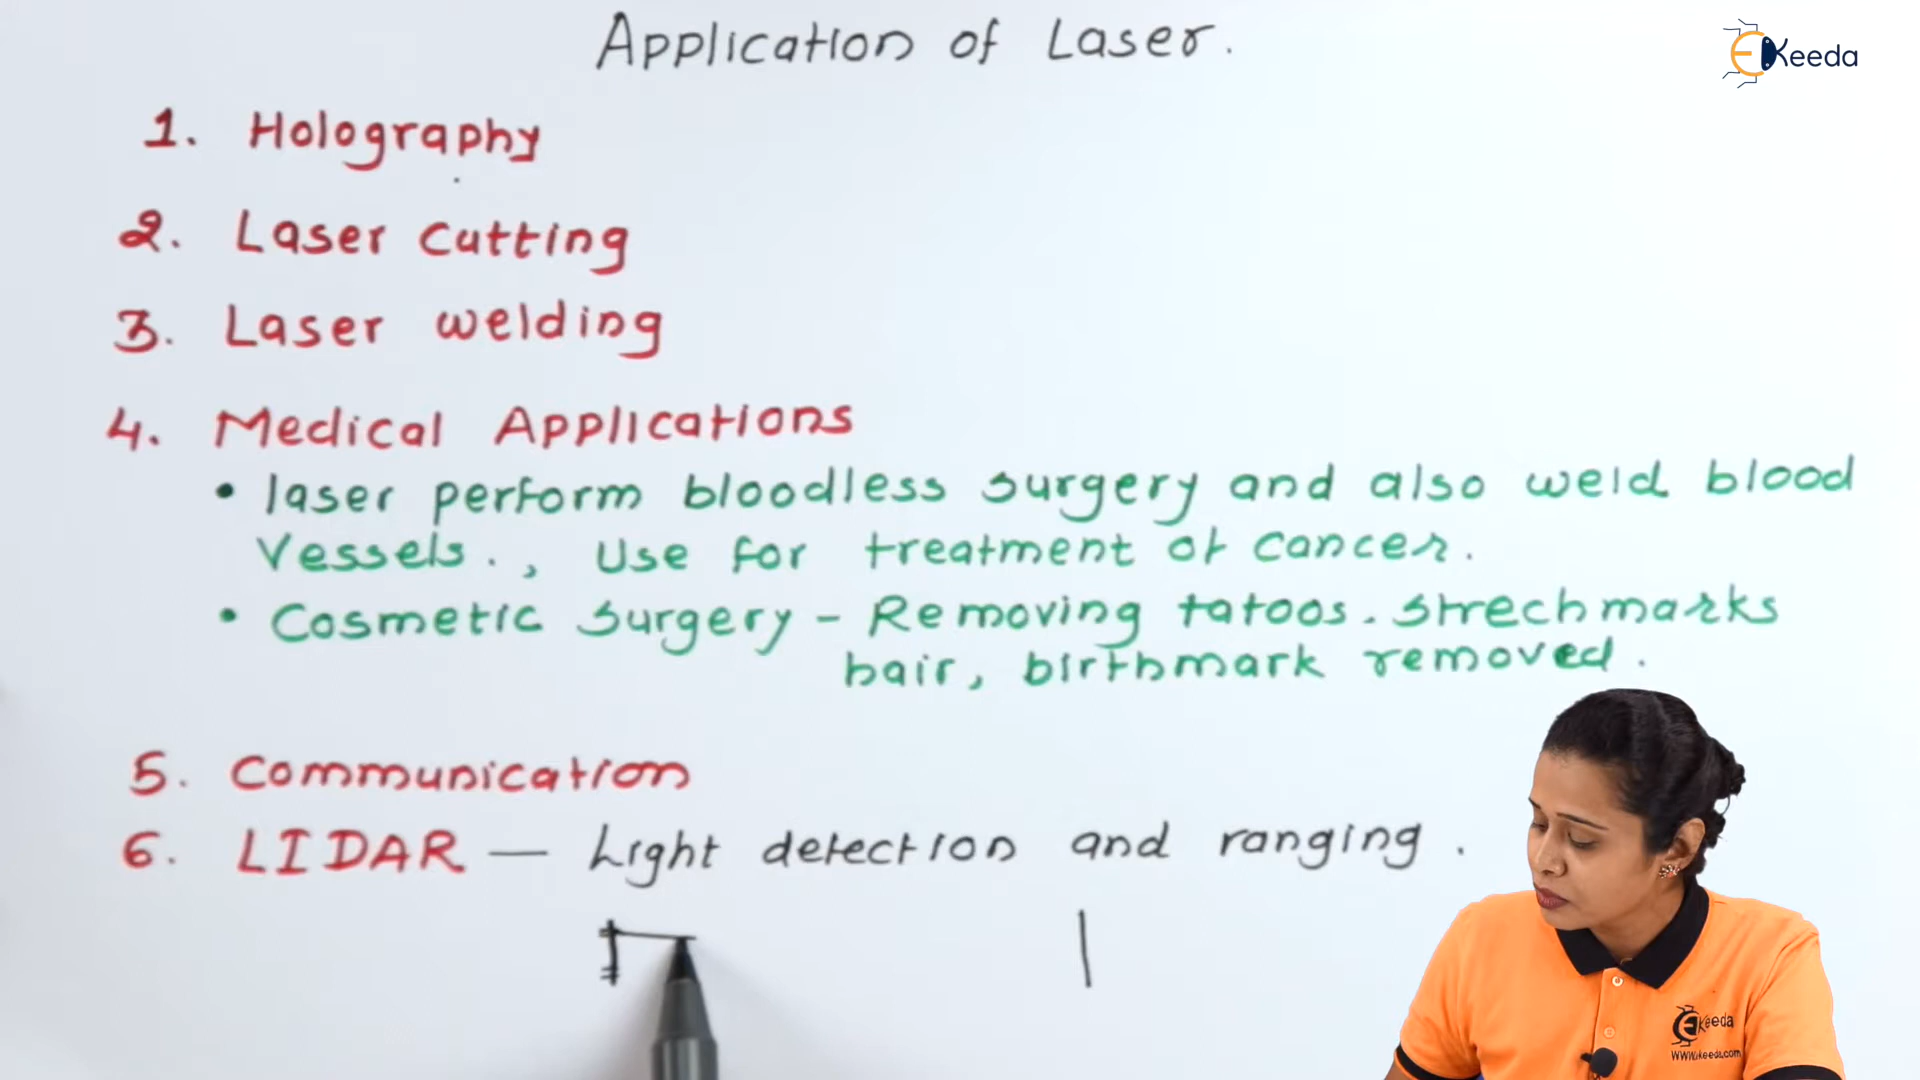 Application of Laser.
EKeeda
1. Holography
2. Laser cutting
3. Laser welding
4. Medical Applications
• laser perform bloodless surgery and also weld blood
Vessels., Use for treatment of cancer.
• Cosmetic surgery - Removing tatoos. strechmarks
hair, birthmark removed.
5. Communication
6. LIDAR — Light detection and ranging.
EKeeda
www.ekeeda.com